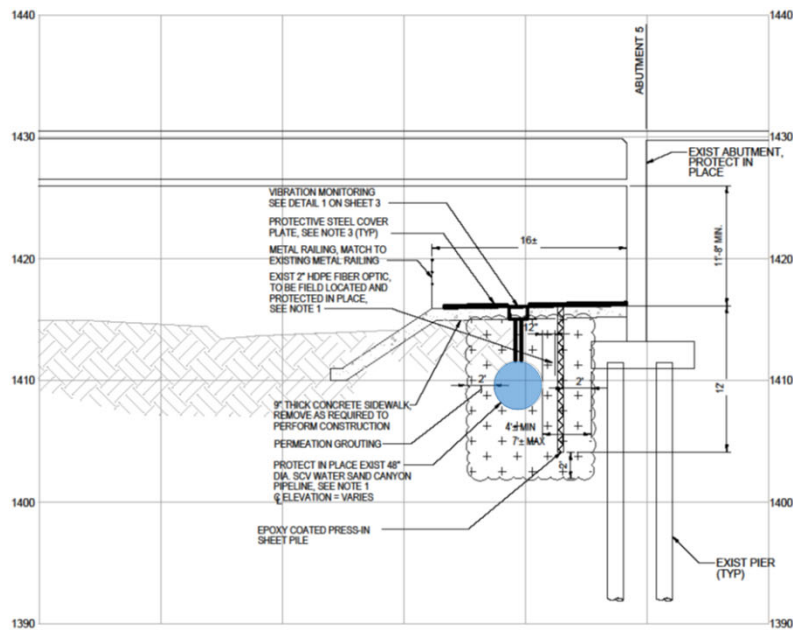 1440
1440
ABUTMENT 5
1430
1430
EXIST ABUTMENT,
PROTECT IN
PLACE
VIBRATION MONITORING
SEE DETAIL 1 ON SHEET 3
PROTECTIVE STEEL COVER
PLATE, SEE NOTE 3 (TYP)
16±
METAL RAILING, MATCH TO
EXISTING METAL RAILING
11'-8" MIN.
1420
1420
EXIST 2" HDPE FIBER OPTIC,
TO BE FIELD LOCATED AND
PROTECTED IN PLACE,
SEE NOTE 1
12"
1410
1410
2'
2'
12'
9" THICK CONCRETE SIDEWALK,
REMOVE AS REQUIRED TO
PERFORM CONSTRUCTION
4'± MIN
7'± MAX
PERMEATION GROUTING
PROTECT IN PLACE EXIST 48"
DIA. SCV WATER SAND CANYON
PIPELINE, SEE NOTE 1
℄ ELEVATION = VARIES
2'
1400
1400
EPOXY COATED PRESS-IN
SHEET PILE
EXIST PIER
(TYP)
1390
1390